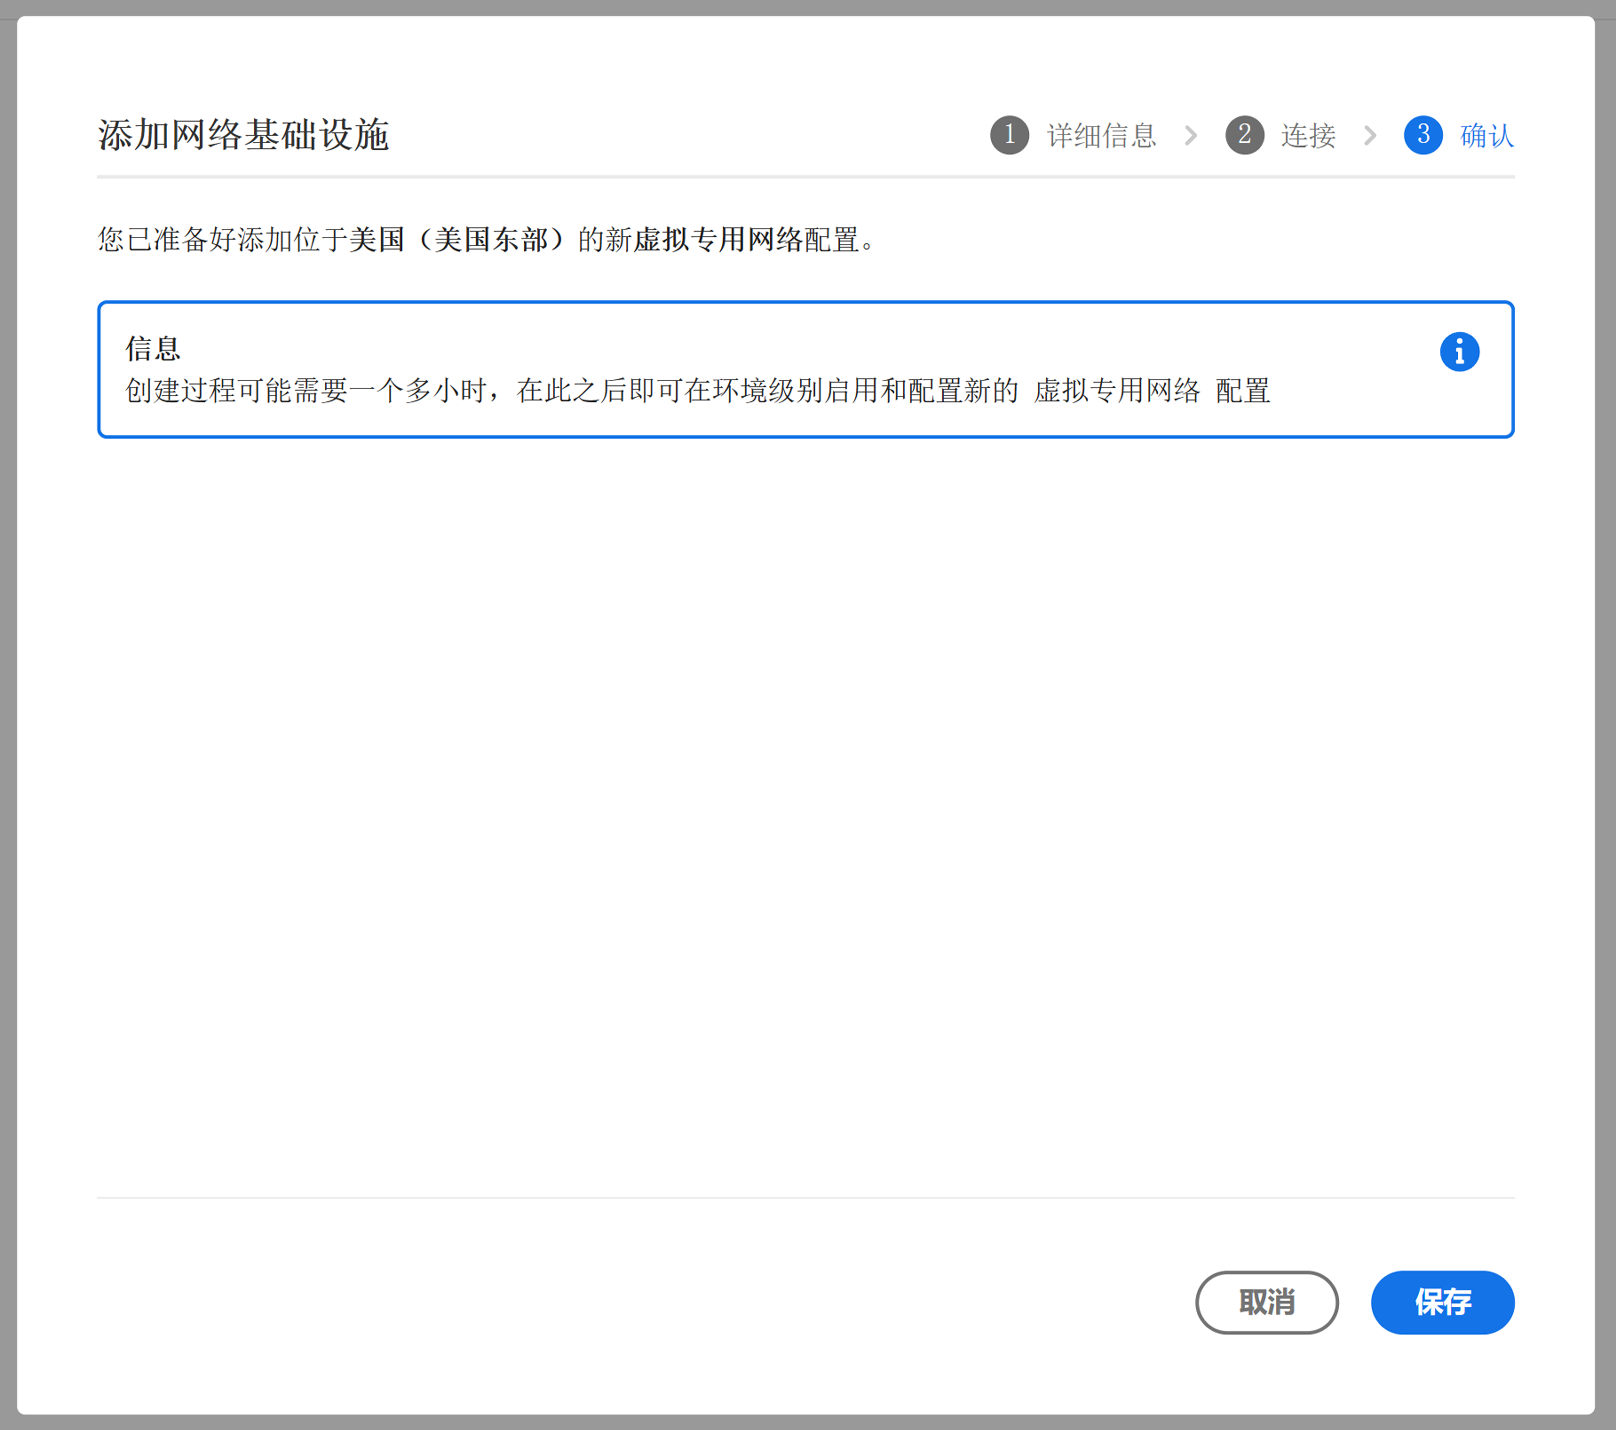 添加网络基础设施
1 详细信息 2 连接 3 确认
您已准备好添加位于美国（美国东部）的新虚拟专用网络配置。
信息
创建过程可能需要一个多小时，在此之后即可在环境级别启用和配置新的 虚拟专用网络 配置
取消 保存